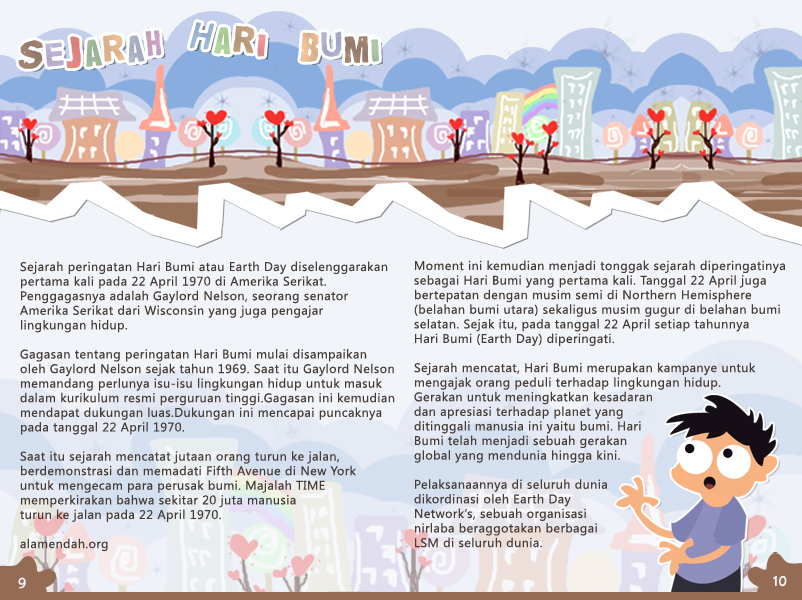 SEJARAH HARI BUMI
Sejarah peringatan Hari Bumi atau Earth Day diselenggarakan
pertama kali pada 22 April 1970 di Amerika Serikat.
Penggagasnya adalah Gaylord Nelson, seorang senator
Amerika Serikat dari Wisconsin yang juga pengajar
lingkungan hidup.
Gagasan tentang peringatan Hari Bumi mulai disampaikan
oleh Gaylord Nelson sejak tahun 1969. Saat itu Gaylord Nelson
memandang perlunya isu-isu lingkungan hidup untuk masuk
dalam kurikulum resmi perguruan tinggi.Gagasan ini kemudian
mendapat dukungan luas.Dukungan ini mencapai puncaknya
pada tanggal 22 April 1970.
Saat itu sejarah mencatat jutaan orang turun ke jalan,
berdemonstrasi dan memadati Fifth Avenue di New York
untuk mengecam para perusak bumi. Majalah TIME
memperkirakan bahwa sekitar 20 juta manusia
turun ke jalan pada 22 April 1970.
alamendah.org
9
Moment ini kemudian menjadi tonggak sejarah diperingatinya
sebagai Hari Bumi yang pertama kali. Tanggal 22 April juga
bertepatan dengan musim semi di Northern Hemisphere
(belahan bumi utara) sekaligus musim gugur di belahan bumi
selatan. Sejak itu, pada tanggal 22 April setiap tahunnya
Hari Bumi (Earth Day) diperingati.
Sejarah mencatat, Hari Bumi merupakan kampanye untuk
mengajak orang peduli terhadap lingkungan hidup.
Gerakan untuk meningkatkan kesadaran
dan apresiasi terhadap planet yang
ditinggali manusia ini yaitu bumi. Hari
Bumi telah menjadi sebuah gerakan
global yang mendunia hingga kini.
Pelaksanaannya di seluruh dunia
dikordinasi oleh Earth Day
Network's, sebuah organisasi
nirlaba beraggotakan berbagai
LSM di seluruh dunia.
10